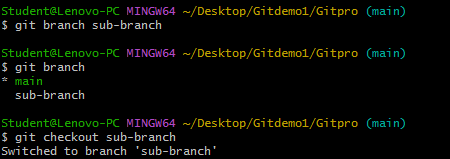 Student@Lenovo-PC MINGW64 ~/Desktop/Gitdemo1/Gitpro (main)
$ git branch sub-branch
Student@Lenovo-PC MINGW64 ~/Desktop/Gitdemo1/Gitpro (main)
$ git branch
* main
  sub-branch
Student@Lenovo-PC MINGW64 ~/Desktop/Gitdemo1/Gitpro (main)
$ git checkout sub-branch
Switched to branch 'sub-branch'